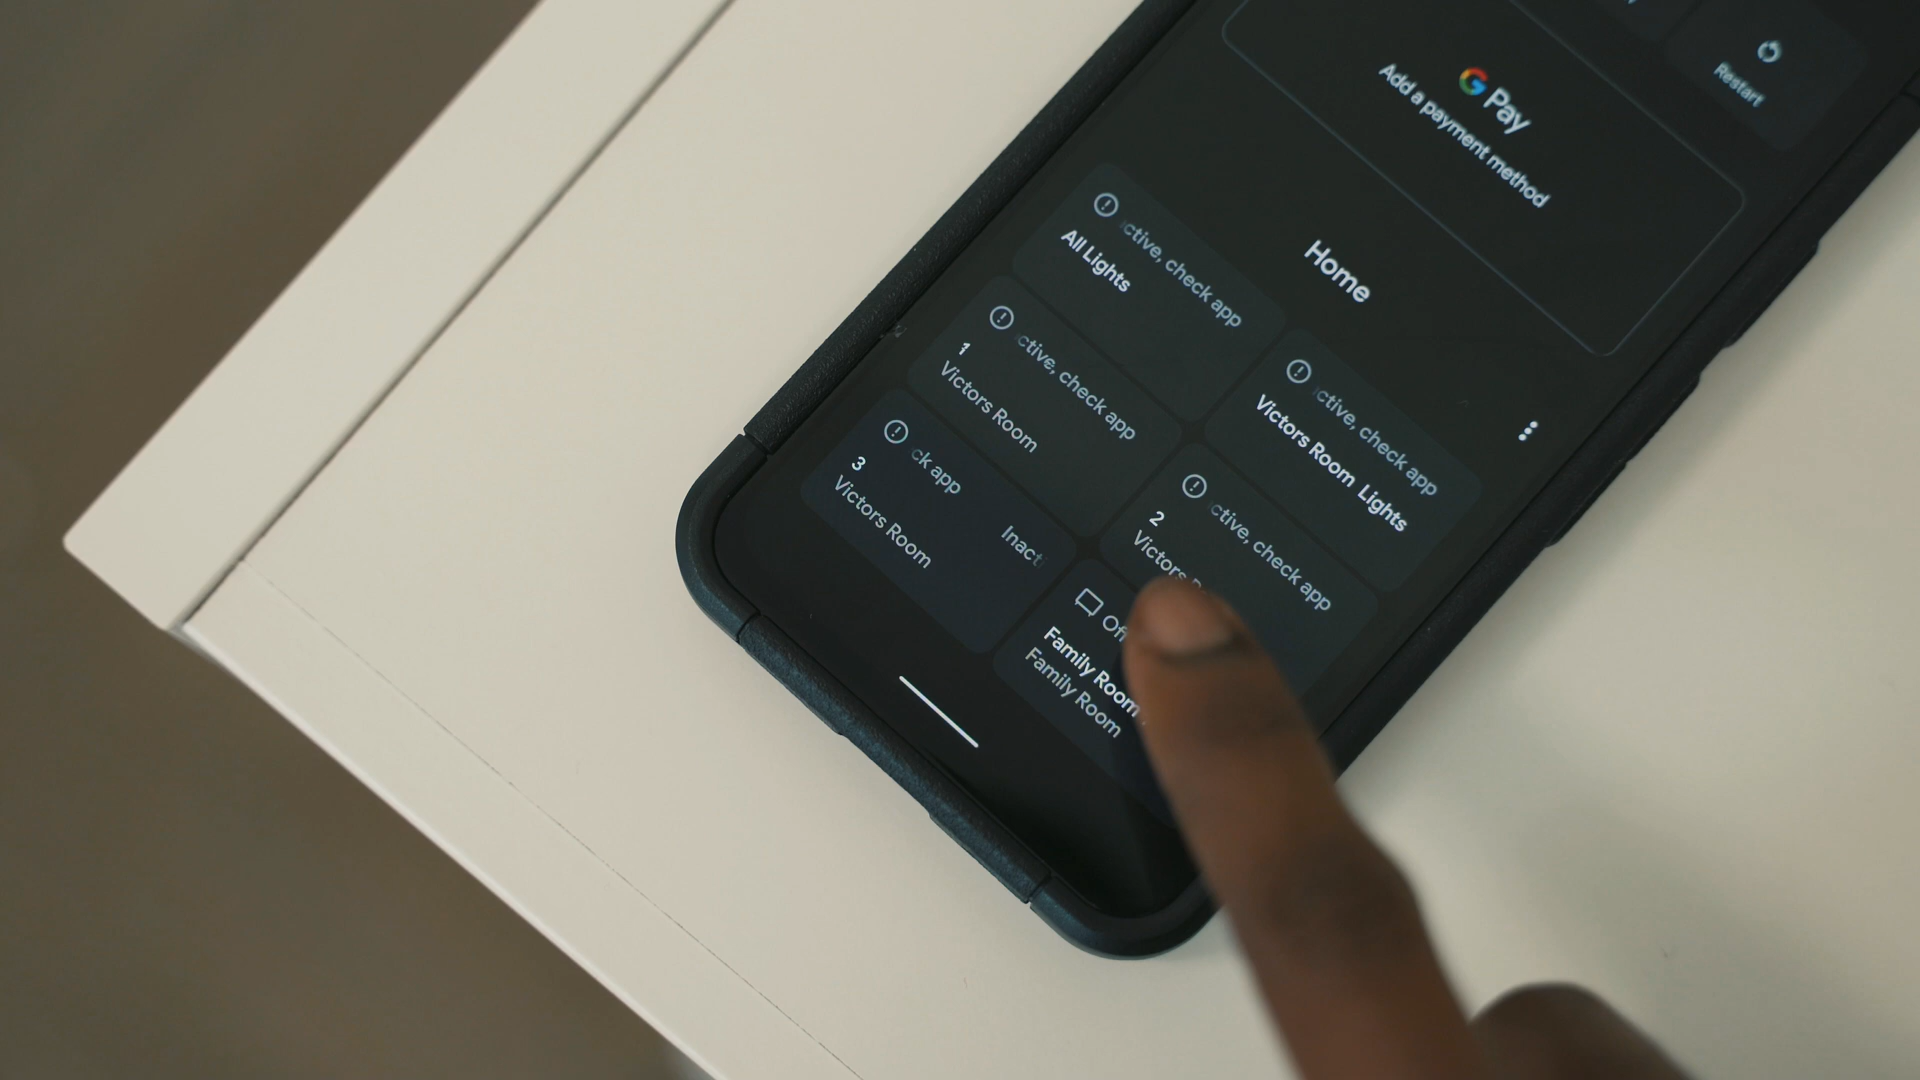 Restart
G Pay
Add a payment method
Home
ctive, check app
All Lights
ctive, check app
Victors Room Lights
ctive, check app
1
Victors Room
ctive, check app
2
Victors
ck app
Inact
3
Victors Room
Family Room
Family Room